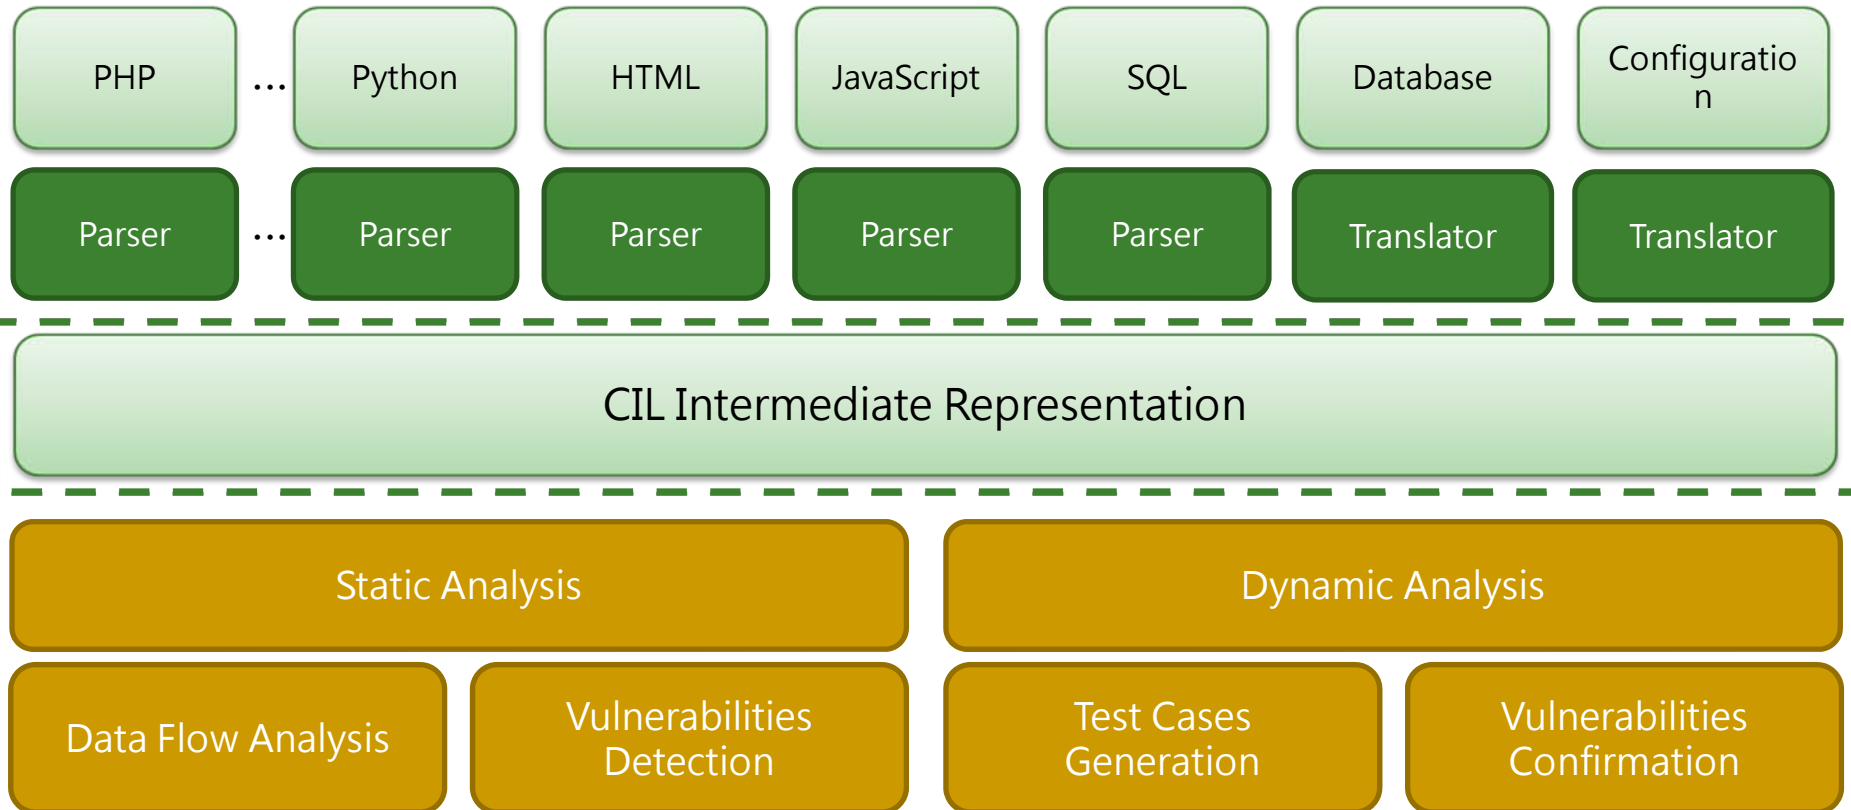 PHP ... Python HTML JavaScript SQL Database Configuratio
n
Parser ... Parser Parser Parser Parser Translator Translator
CIL Intermediate Representation
Static Analysis Dynamic Analysis
Data Flow Analysis
Vulnerabilities
Detection
Test Cases
Generation
Vulnerabilities
Confirmation